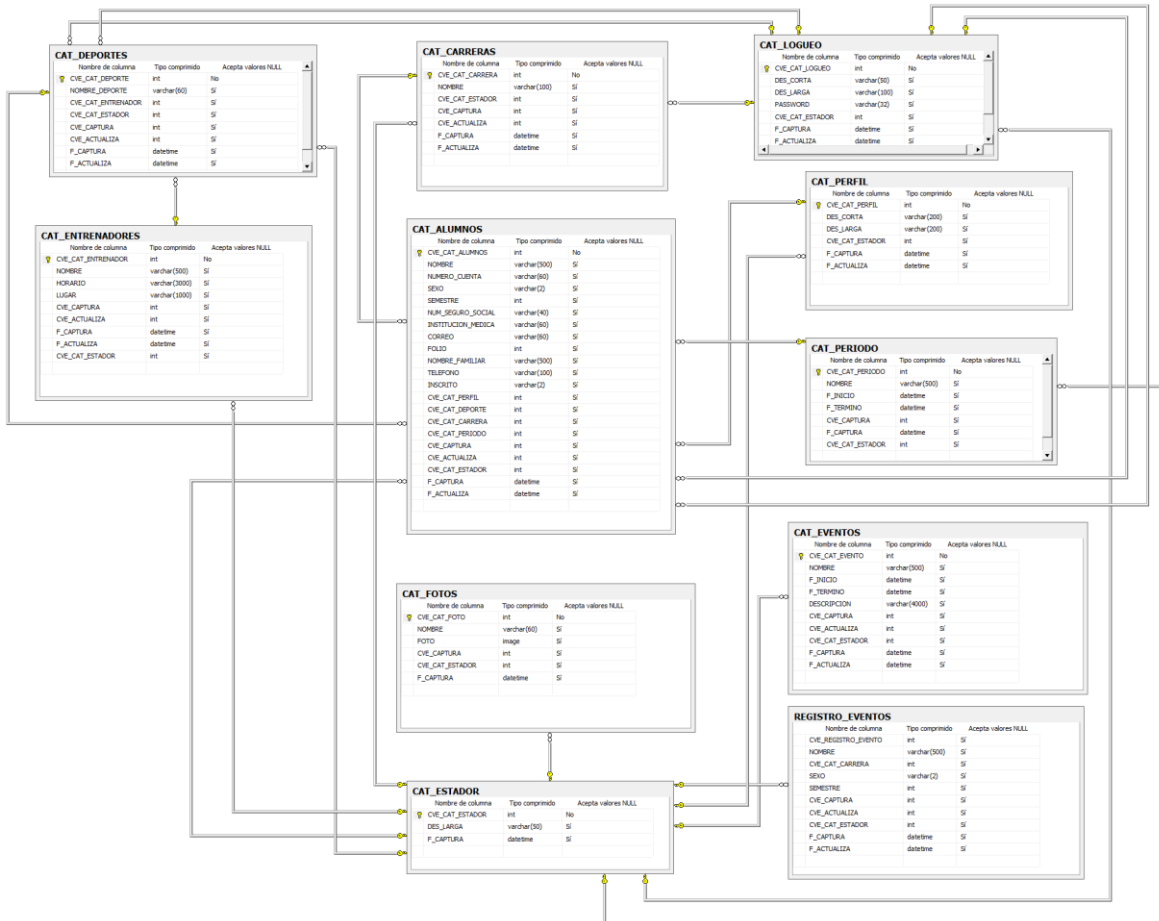 CAT_DEPORTES
Nombre de columna Tipo comprimido Acepta valores NULL
CVE_CAT_DEPORTE int No
NOMBRE_DEPORTE varchar(60) Sí
CVE_CAT_ENTRENADOR int Sí
CVE_CAT_ESTADOR int Sí
CVE_CAPTURA int Sí
CVE_ACTUALIZA int Sí
F_CAPTURA datetime Sí
F_ACTUALIZA datetime Sí
CAT_CARRERAS
Nombre de columna Tipo comprimido Acepta valores NULL
CVE_CAT_CARRERA int No
NOMBRE varchar(100) Sí
CVE_CAT_ESTADOR int Sí
CVE_CAPTURA int Sí
CVE_ACTUALIZA int Sí
F_CAPTURA datetime Sí
F_ACTUALIZA datetime Sí
CAT_LOGUEO
Nombre de columna Tipo comprimido Acepta valores NULL
CVE_CAT_LOGUEO int No
DES_CORTA varchar(50) Sí
DES_LARGA varchar(100) Sí
PASSWORD varchar(32) Sí
CVE_CAT_ESTADOR int Sí
F_CAPTURA datetime Sí
F_ACTUALIZA datetime Sí
CAT_ENTRENADORES
Nombre de columna Tipo comprimido Acepta valores NULL
CVE_CAT_ENTRENADOR int No
NOMBRE varchar(500) Sí
HORARIO varchar(3000) Sí
LUGAR varchar(1000) Sí
CVE_CAPTURA int Sí
CVE_ACTUALIZA int Sí
F_CAPTURA datetime Sí
F_ACTUALIZA datetime Sí
CVE_CAT_ESTADOR int Sí
CAT_ALUMNOS
Nombre de columna Tipo comprimido Acepta valores NULL
CVE_CAT_ALUMNOS int No
NOMBRE varchar(500) Sí
NUMERO_CUENTA varchar(60) Sí
SEXO varchar(2) Sí
SEMESTRE int Sí
NUM_SEGURO_SOCIAL varchar(40) Sí
INSTITUCION_MEDICA varchar(60) Sí
CORREO varchar(60) Sí
FOLIO int Sí
NOMBRE_FAMILIAR varchar(500) Sí
TELEFONO varchar(100) Sí
INSCRITO varchar(2) Sí
CVE_CAT_PERFIL int Sí
CVE_CAT_DEPORTE int Sí
CVE_CAT_CARRERA int Sí
CVE_CAT_PERIODO int Sí
CVE_CAPTURA int Sí
CVE_ACTUALIZA int Sí
CVE_CAT_ESTADOR int Sí
F_CAPTURA datetime Sí
F_ACTUALIZA datetime Sí
CAT_PERFIL
Nombre de columna Tipo comprimido Acepta valores NULL
CVE_CAT_PERFIL int No
DES_CORTA varchar(200) Sí
DES_LARGA varchar(200) Sí
CVE_CAT_ESTADOR int Sí
F_CAPTURA datetime Sí
F_ACTUALIZA datetime Sí
CAT_PERIODO
Nombre de columna Tipo comprimido Acepta valores NULL
CVE_CAT_PERIODO int No
NOMBRE varchar(500) Sí
F_INICIO datetime Sí
F_TERMINO datetime Sí
CVE_CAPTURA int Sí
F_CAPTURA datetime Sí
CVE_CAT_ESTADOR int Sí
CAT_EVENTOS
Nombre de columna Tipo comprimido Acepta valores NULL
CVE_CAT_EVENTO int No
NOMBRE varchar(500) Sí
F_INICIO datetime Sí
F_TERMINO datetime Sí
DESCRIPCION varchar(4000) Sí
CVE_CAPTURA int Sí
CVE_ACTUALIZA int Sí
CVE_CAT_ESTADOR int Sí
F_CAPTURA datetime Sí
F_ACTUALIZA datetime Sí
CAT_FOTOS
Nombre de columna Tipo comprimido Acepta valores NULL
CVE_CAT_FOTO int No
NOMBRE varchar(60) Sí
FOTO image Sí
CVE_CAPTURA int Sí
CVE_CAT_ESTADOR int Sí
F_CAPTURA datetime Sí
REGISTRO_EVENTOS
Nombre de columna Tipo comprimido Acepta valores NULL
CVE_REGISTRO_EVENTO int Sí
NOMBRE varchar(500) Sí
CVE_CAT_CARRERA int Sí
SEXO varchar(2) Sí
SEMESTRE int Sí
CVE_CAPTURA int Sí
CVE_ACTUALIZA int Sí
CVE_CAT_ESTADOR int Sí
F_CAPTURA datetime Sí
F_ACTUALIZA datetime Sí
CAT_ESTADOR
Nombre de columna Tipo comprimido Acepta valores NULL
CVE_CAT_ESTADOR int No
DES_LARGA varchar(50) Sí
F_CAPTURA datetime Sí